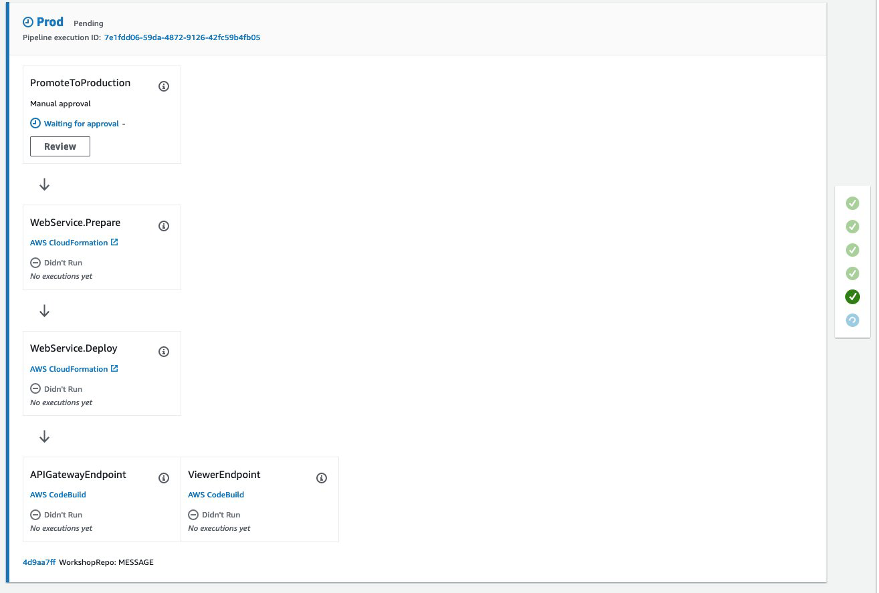 Prod Pending
Pipeline execution ID: 7e1fdd06-59da-4872-9126-42fc59b4fb05
PromoteToProduction
Manual approval
Waiting for approval -
Review
WebService.Prepare
AWS CloudFormation
Didn't Run
No executions yet
WebService.Deploy
AWS CloudFormation
Didn't Run
No executions yet
APIGatewayEndpoint
AWS CodeBuild
Didn't Run
No executions yet
ViewerEndpoint
AWS CodeBuild
Didn't Run
No executions yet
4d9aa7ff WorkshopRepo: MESSAGE